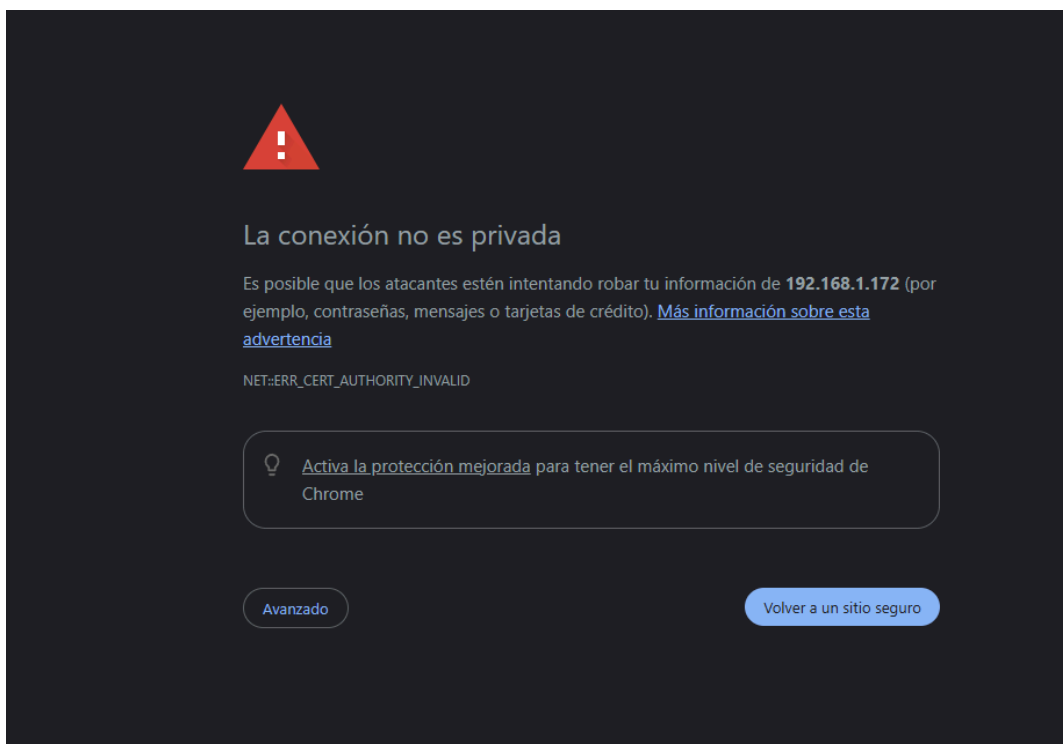 La conexión no es privada
Es posible que los atacantes estén intentando robar tu información de 192.168.1.172 (por
ejemplo, contraseñas, mensajes o tarjetas de crédito). Más información sobre esta
advertencia
NET::ERR_CERT_AUTHORITY_INVALID
Activa la protección mejorada para tener el máximo nivel de seguridad de
Chrome
Avanzado
Volver a un sitio seguro